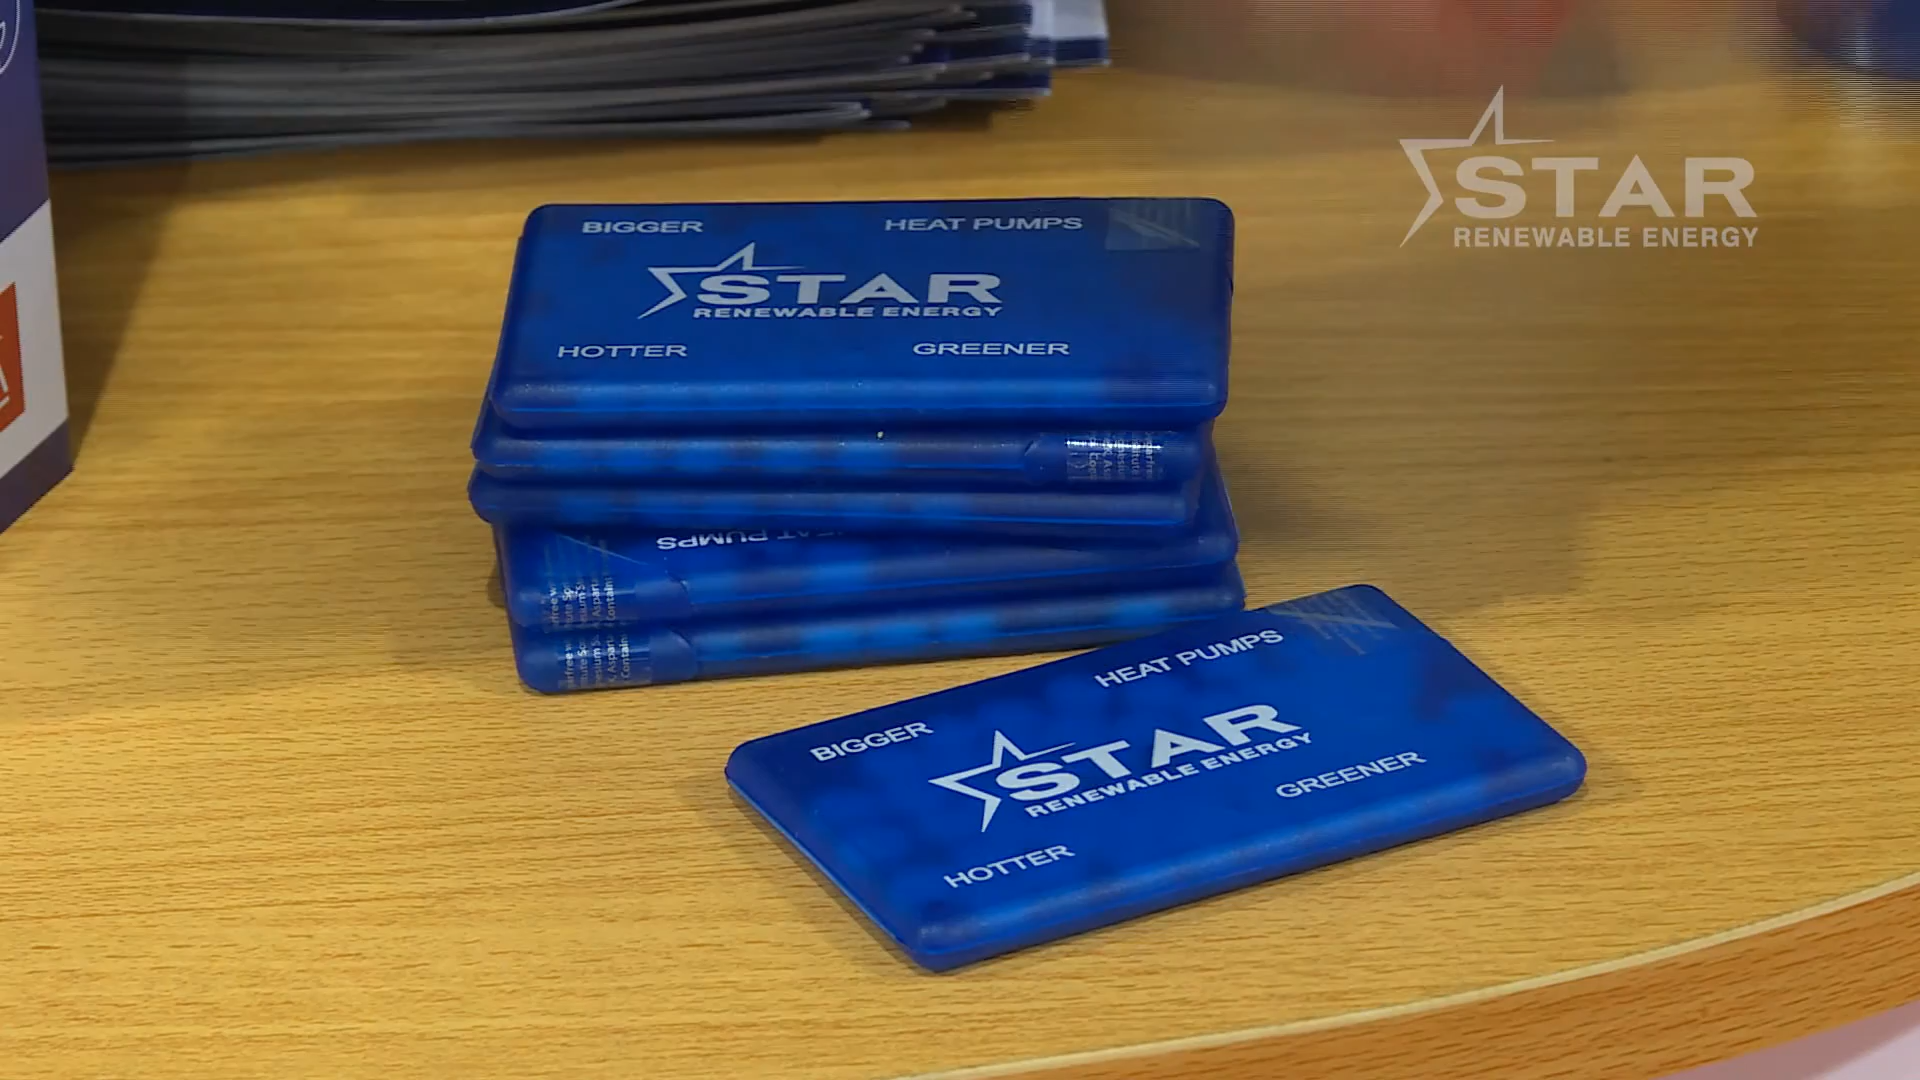 STAR
RENEWABLE ENERGY
BIGGER HEAT PUMPS
STAR
RENEWABLE ENERGY
HOTTER GREENER
HEAT PUMPS
BIGGER HEAT PUMPS
STAR
RENEWABLE ENERGY
HOTTER GREENER